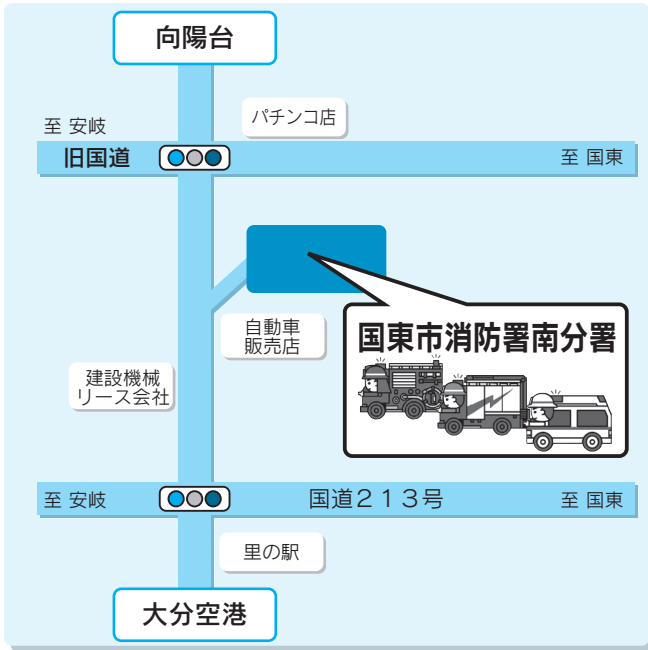 向陽台
パチンコ店
至 安岐
旧国道
至 国東
自動車
販売店
国東市消防署南分署
建設機械
リース会社
至 安岐
国道２１３号
至 国東
里の駅
大分空港